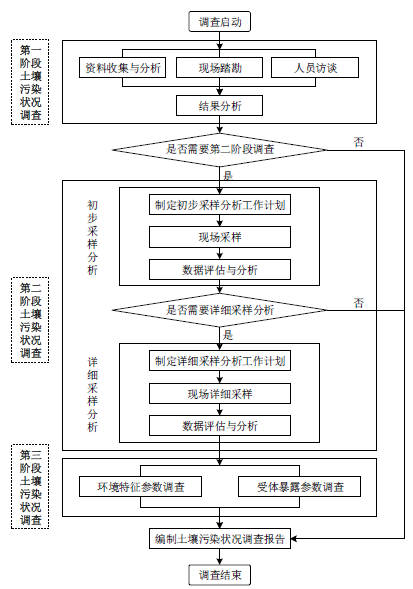 调查启动
第一
阶段
土壤
污染
状况
调查
资料收集与分析
现场踏勘
人员访谈
结果分析
是否需要第二阶段调查
否
是
初步采样分析
制定初步采样分析工作计划
现场采样
数据评估与分析
第二
阶段
土壤
污染
状况
调查
是否需要详细采样分析
否
是
详细采样分析
制定详细采样分析工作计划
现场详细采样
数据评估与分析
第三
阶段
土壤
污染
状况
调查
环境特征参数调查
受体暴露参数调查
编制土壤污染状况调查报告
调查结束